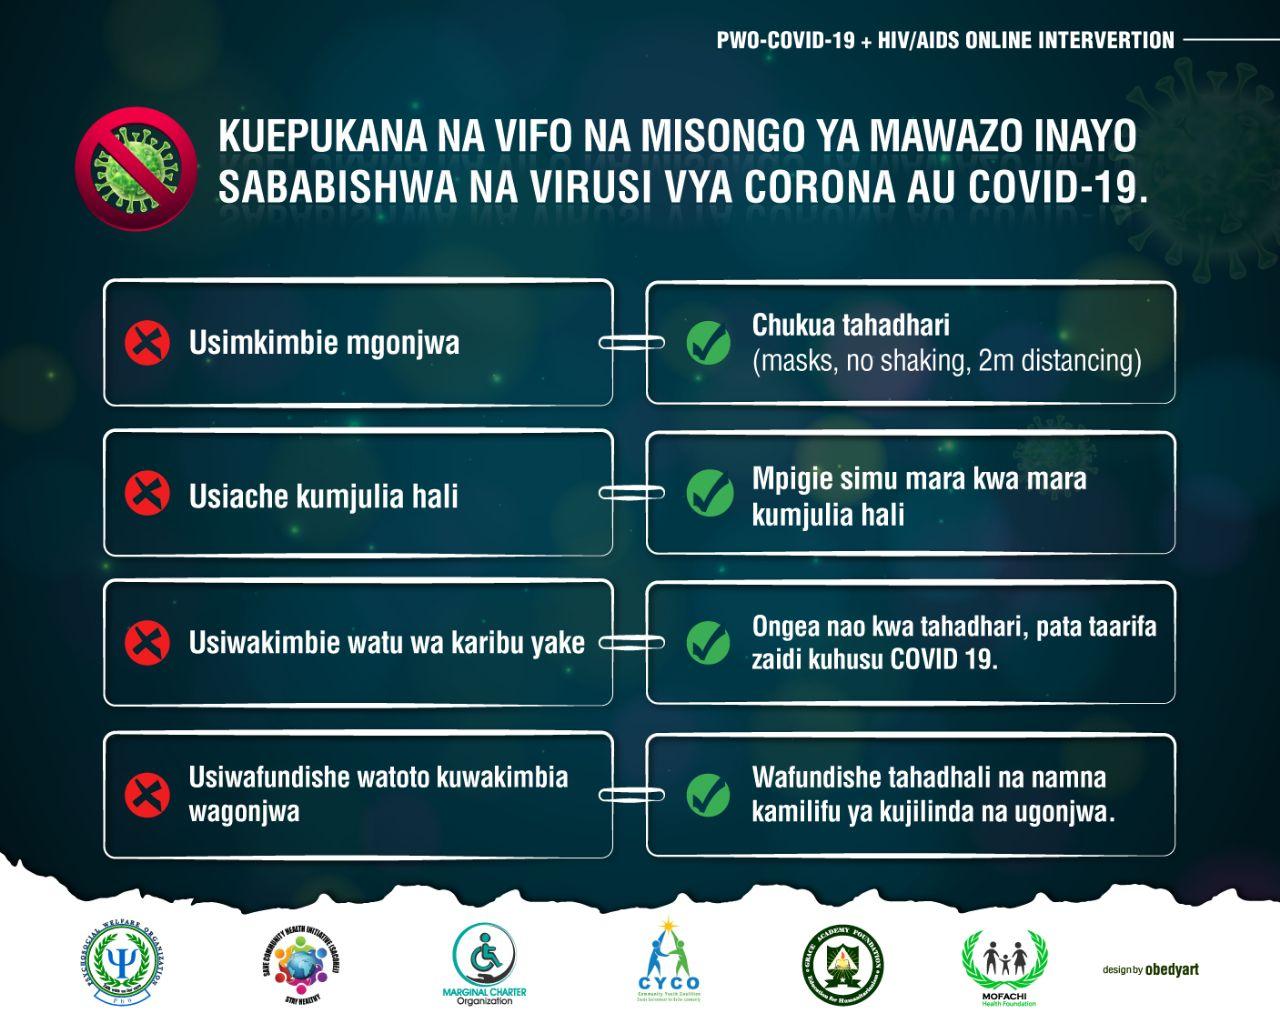 PWO-COVID-19 + HIV/AIDS ONLINE INTERVERTION
KUEPUKANA NA VIFO NA MISONGO YA MAWAZO INAYO
SABABISHWA NA VIRUSI VYA CORONA AU COVID-19.
Usimkimbie mgonjwa
Chukua tahadhari
(masks, no shaking, 2m distancing)
Usiache kumjulia hali
Mpigie simu mara kwa mara
kumjulia hali
Usiwakimbie watu wa karibu yake
Ongea nao kwa tahadhari, pata taarifa
zaidi kuhusu COVID 19.
Usiwafundishe watoto kuwakimbia
wagonjwa
Wafundishe tahadhali na namna
kamilifu ya kujilinda na ugonjwa.
PSYCHOSOCIAL WELFARE ORGANIZATION
PWO
SAVE COMMUNITY HEALTH INITIATIVE
STAY HEALTHY
MARGINAL CHARTER
Organization
CYCO
Community Youth Coalition
GRACE ACADEMY FOUNDATION
Education for Humanitarianism
MOFACHI
Health Foundation
design by obedyart